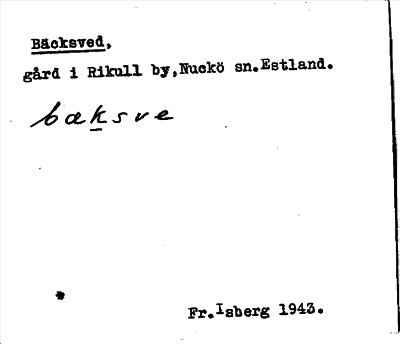 Bäcksved,
gård i Rikull by,Nuckö sn.Estland.
bæksve
Fr.Isberg 1943.